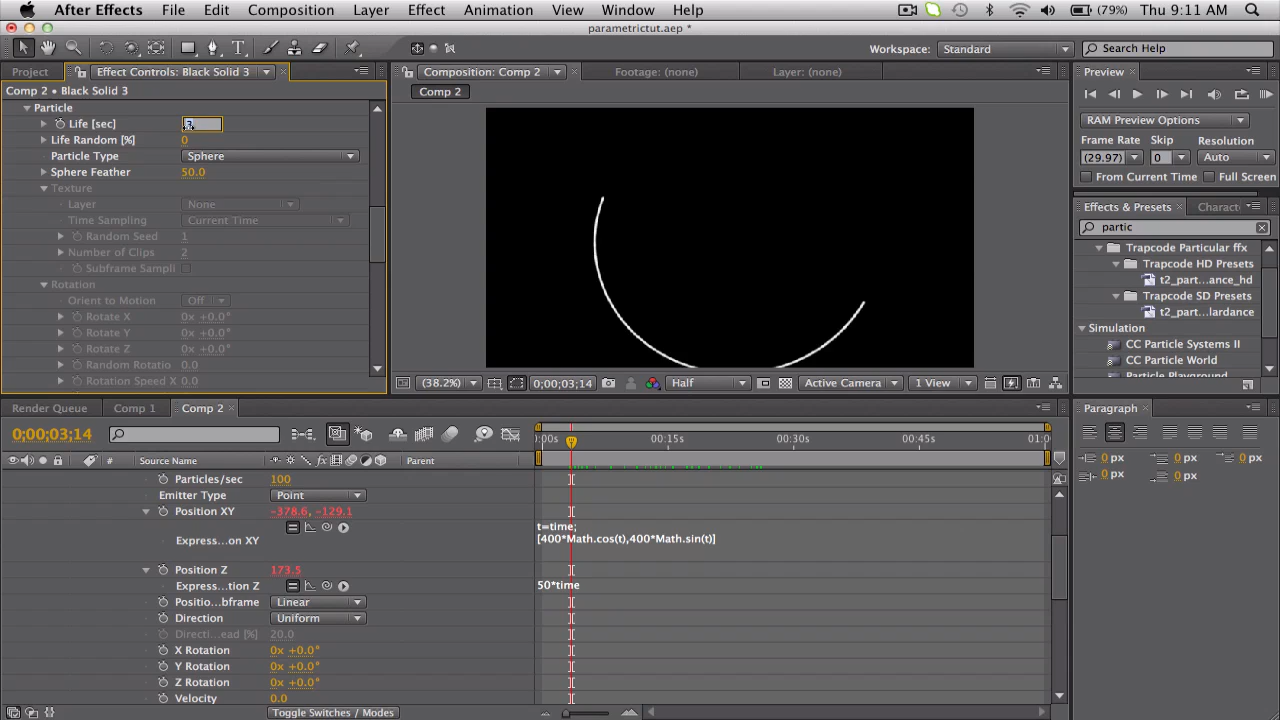 After Effects File Edit Composition Layer Effect Animation View Window Help (79%) Thu 9:11 AM
parametrictut.aep *
Workspace: Standard Search Help
Project Effect Controls: Black Solid 3 Composition: Comp 2 Footage: (none) Layer: (none) Preview
Comp 2 • Black Solid 3 Comp 2
Particle
Life [sec] 3
Life Random [%] 0
Particle Type Sphere
Sphere Feather 50.0
Texture
Layer None
Time Sampling Current Time
Random Seed 1
Number of Clips 2
Subframe Sampli
Rotation
Orient to Motion Off
Rotate X 0x +0.0°
Rotate Y 0x +0.0°
Rotate Z 0x +0.0°
Random Rotatio 0.0
Rotation Speed X 0.0
RAM Preview Options
Frame Rate Skip Resolution
(29.97) 0 Auto
From Current Time Full Screen
Effects & Presets Charact
partic
Trapcode Particular ffx
Trapcode HD Presets
t2_part...ance_hd
Trapcode SD Presets
t2_part...lardance
Simulation
CC Particle Systems II
CC Particle World
Particle Playground
(38.2%) 0;00;03;14 Half Active Camera 1 View
Render Queue Comp 1 Comp 2 Paragraph
0;00;03;14 :00s 00:15s 00:30s 00:45s 01:0
# Source Name Parent
Particles/sec 100
Emitter Type Point
Position XY -378.6, -129.1
Express...on XY
t=time;
[400*Math.cos(t),400*Math.sin(t)]
Position Z 173.5
Express...tion Z 50*time
Positio...bframe Linear
Direction Uniform
Directi...ead [%] 20.0
X Rotation 0x +0.0°
Y Rotation 0x +0.0°
Z Rotation 0x +0.0°
Velocity 0.0
Toggle Switches / Modes
0 px 0 px 0 px
0 px 0 px